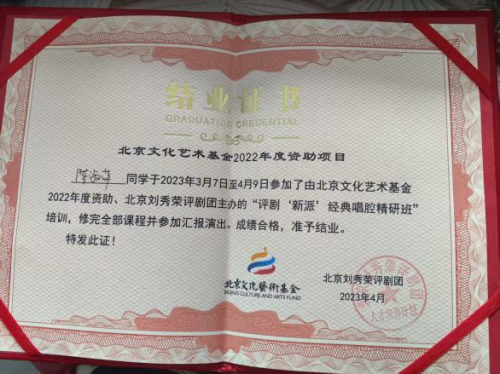 结业证书
GRADUATION CREDENTIAL
北京文化艺术基金2022年度资助项目
陈淑萍 同学于2023年3月7日至4月9日参加了由北京文化艺术基金
2022年度资助、北京刘秀荣评剧团主办的“评剧‘新派’经典唱腔精研班”
培训，修完全部课程并参加汇报演出。成绩合格，准予结业。
特发此证！
北京文化藝術基金
BEIJING CULTURE AND ARTS FUND
北京刘秀荣评剧团
2023年4月